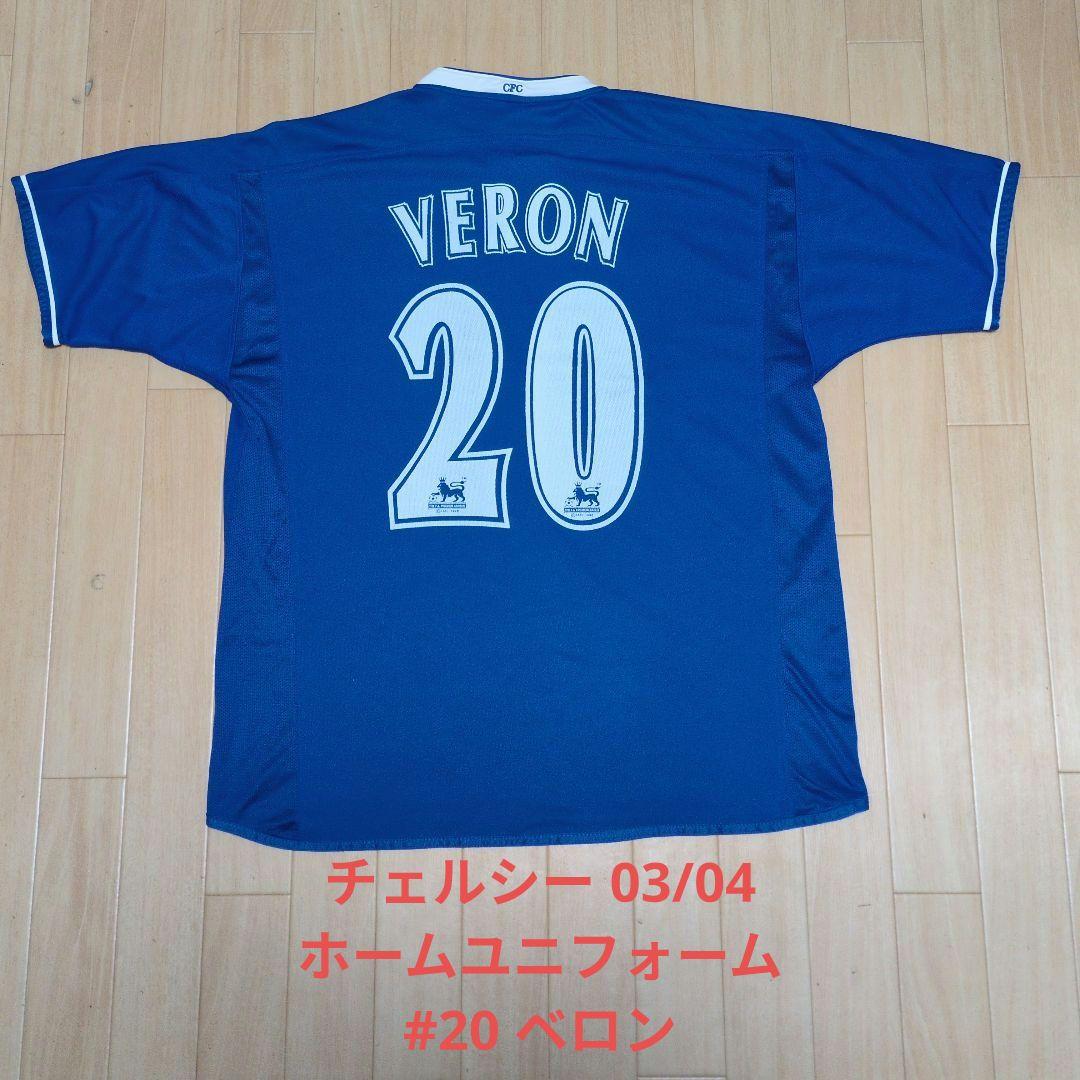 CFC
VERON
20
チェルシー 03/04
ホームユニフォーム
#20 ベロン